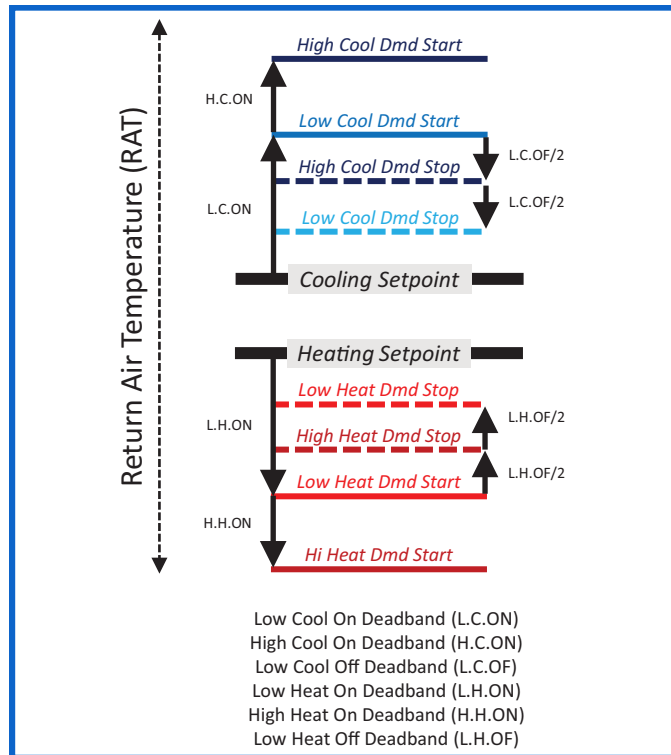 Return Air Temperature (RAT)
High Cool Dmd Start
H.C.ON
Low Cool Dmd Start
L.C.OF/2
High Cool Dmd Stop
L.C.OF/2
L.C.ON
Low Cool Dmd Stop
Cooling Setpoint
Heating Setpoint
Low Heat Dmd Stop
L.H.OF/2
L.H.ON
High Heat Dmd Stop
L.H.OF/2
Low Heat Dmd Start
H.H.ON
Hi Heat Dmd Start
Low Cool On Deadband (L.C.ON)
High Cool On Deadband (H.C.ON)
Low Cool Off Deadband (L.C.OF)
Low Heat On Deadband (L.H.ON)
High Heat On Deadband (H.H.ON)
Low Heat Off Deadband (L.H.OF)